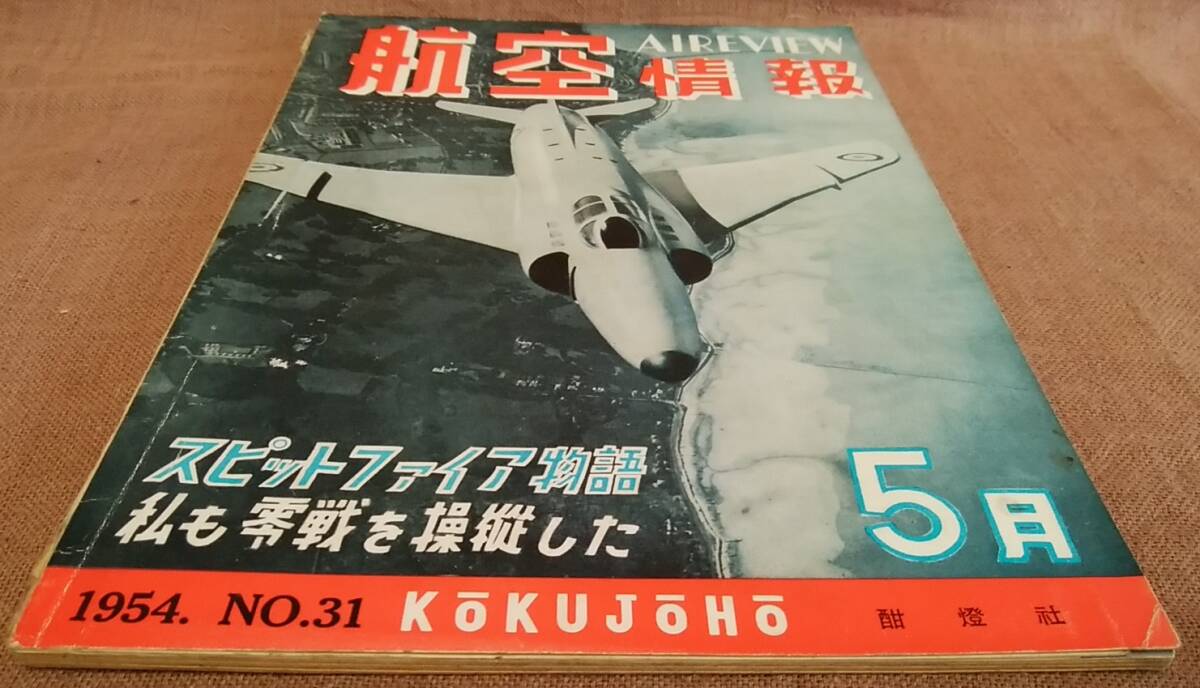 航空情報 AIREVIEW
スピットファイア物語
私も零戦を操縦した
5月
1954. NO.31 KŌKUJŌHŌ 酣燈社